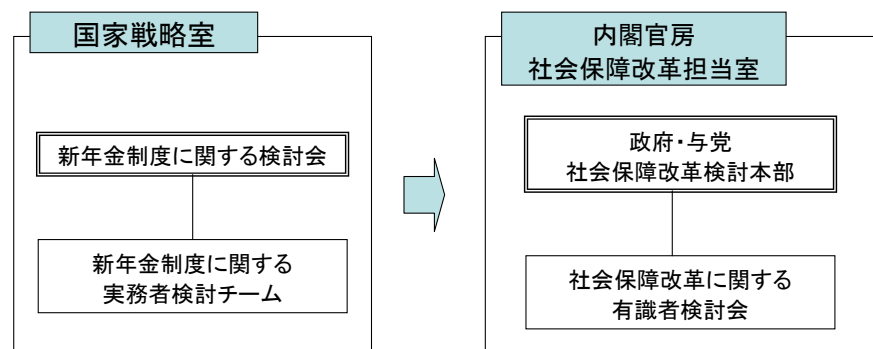 国家戦略室
新年金制度に関する検討会
新年金制度に関する
実務者検討チーム
内閣官房
社会保障改革担当室
政府・与党
社会保障改革検討本部
社会保障改革に関する
有識者検討会